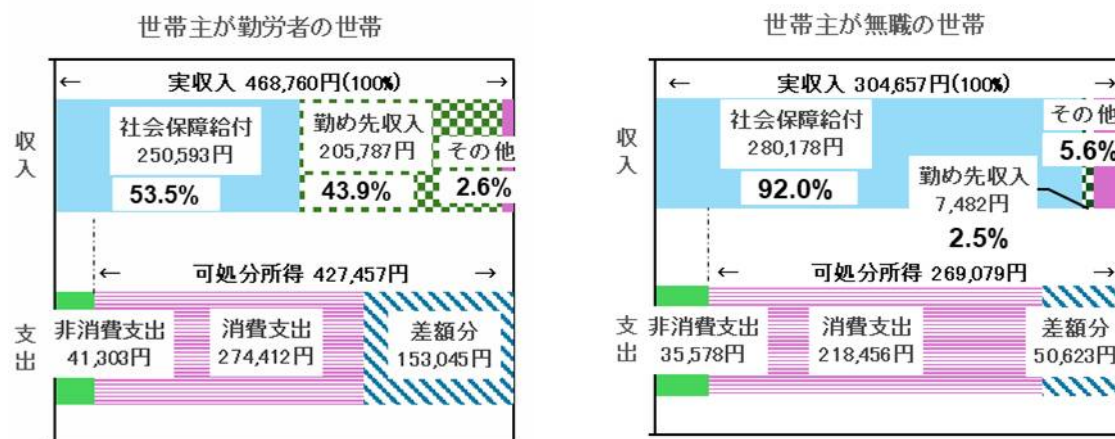 世帯主が勤労者の世帯
← 実収入 468,760円(100%) →
収入
社会保障給付
250,593円
53.5%
勤め先収入
205,787円
43.9%
その他
2.6%
← 可処分所得 427,457円 →
支出
非消費支出
41,303円
消費支出
274,412円
差額分
153,045円
世帯主が無職の世帯
← 実収入 304,657円(100%) →
収入
社会保障給付
280,178円
92.0%
勤め先収入
7,482円
2.5%
その他
5.6%
← 可処分所得 269,079円 →
支出
非消費支出
35,578円
消費支出
218,456円
差額分
50,623円